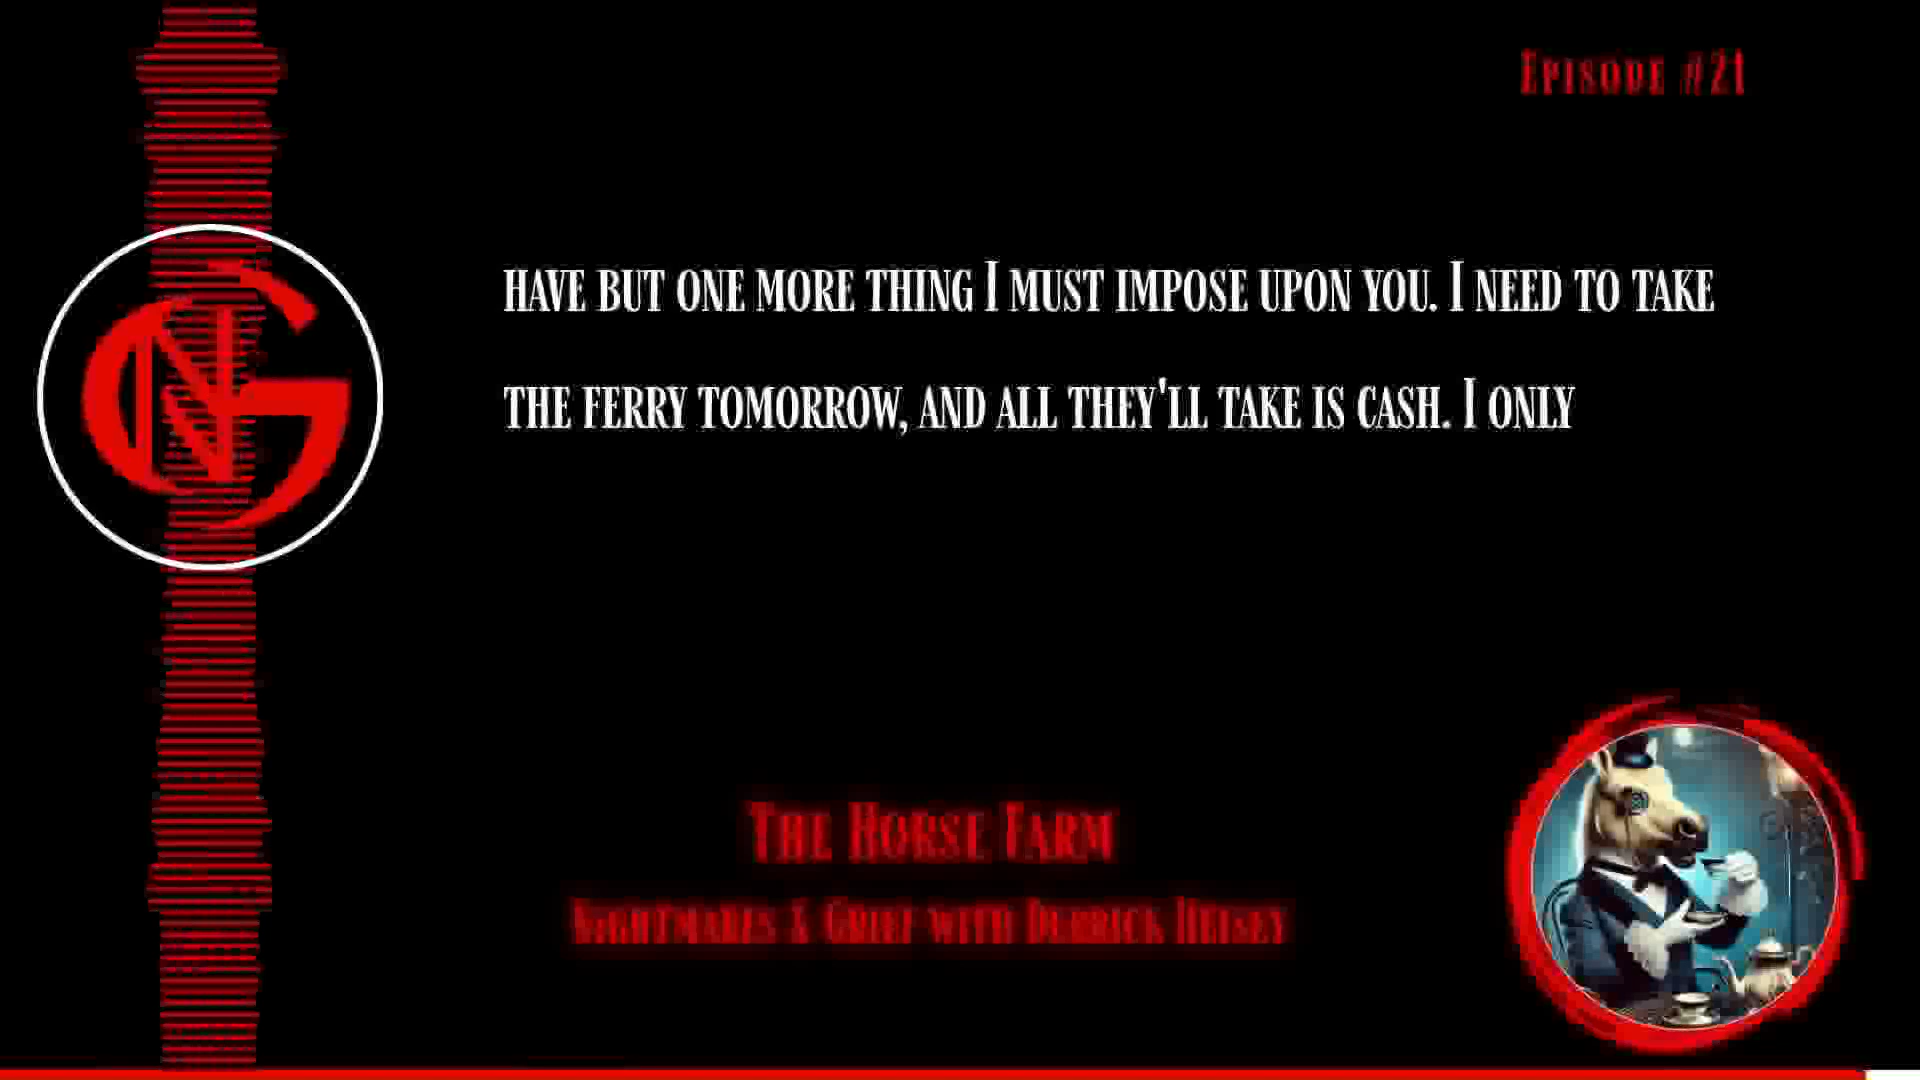 Episode #21
have but one more thing I must impose upon you. I need to take
the ferry tomorrow, and all they'll take is cash. I only
NG
The Horse Farm
Nightmares & Grief with Derrick Heisey